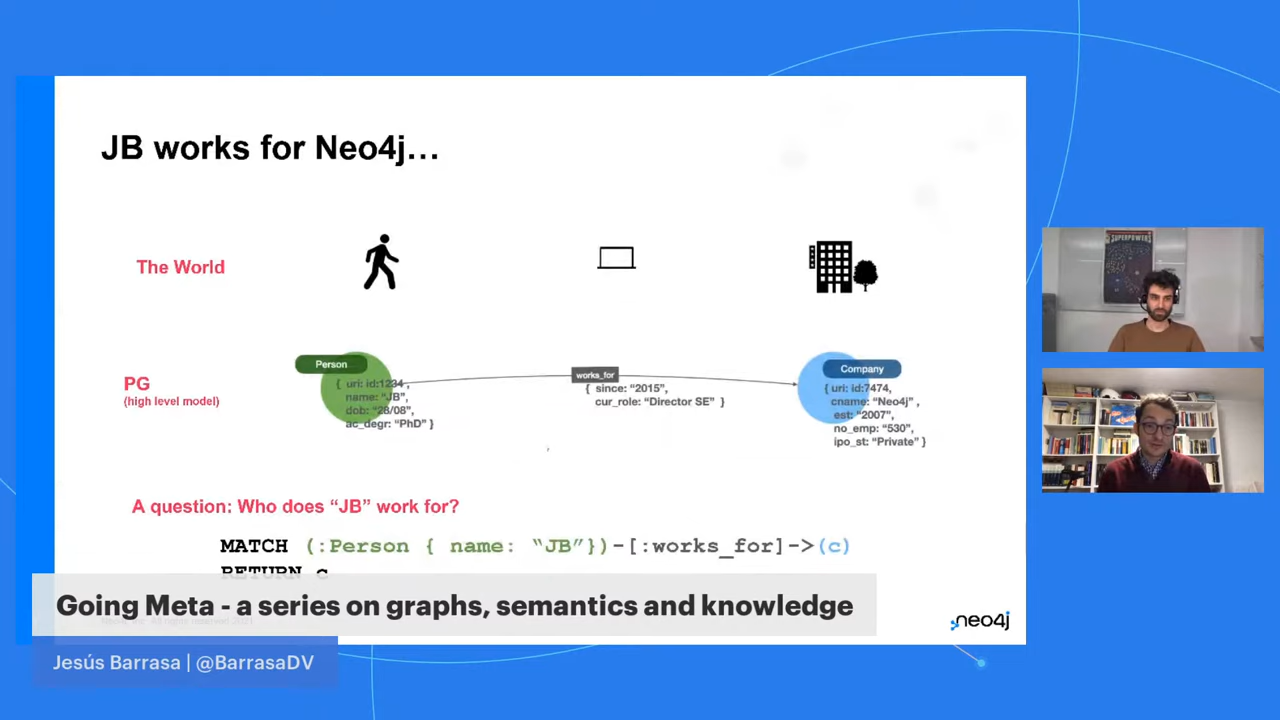 JB works for Neo4j…
The World
PG
(high level model)
Person
{ uri: id:1234,
name: “JB”,
dob: “28/08”,
ac_degr: “PhD” }
works_for
{ since: “2015”,
cur_role: “Director SE” }
Company
{ uri: id:7474,
cname: “Neo4j” ,
est: “2007”,
no_emp: “530”,
ipo_st: “Private” }
A question: Who does “JB” work for?
MATCH (:Person { name: “JB”})-[:works_for]->(c)
RETURN c
Going Meta - a series on graphs, semantics and knowledge
neo4j
Jesús Barrasa | @BarrasaDV
SUPERPOWERS